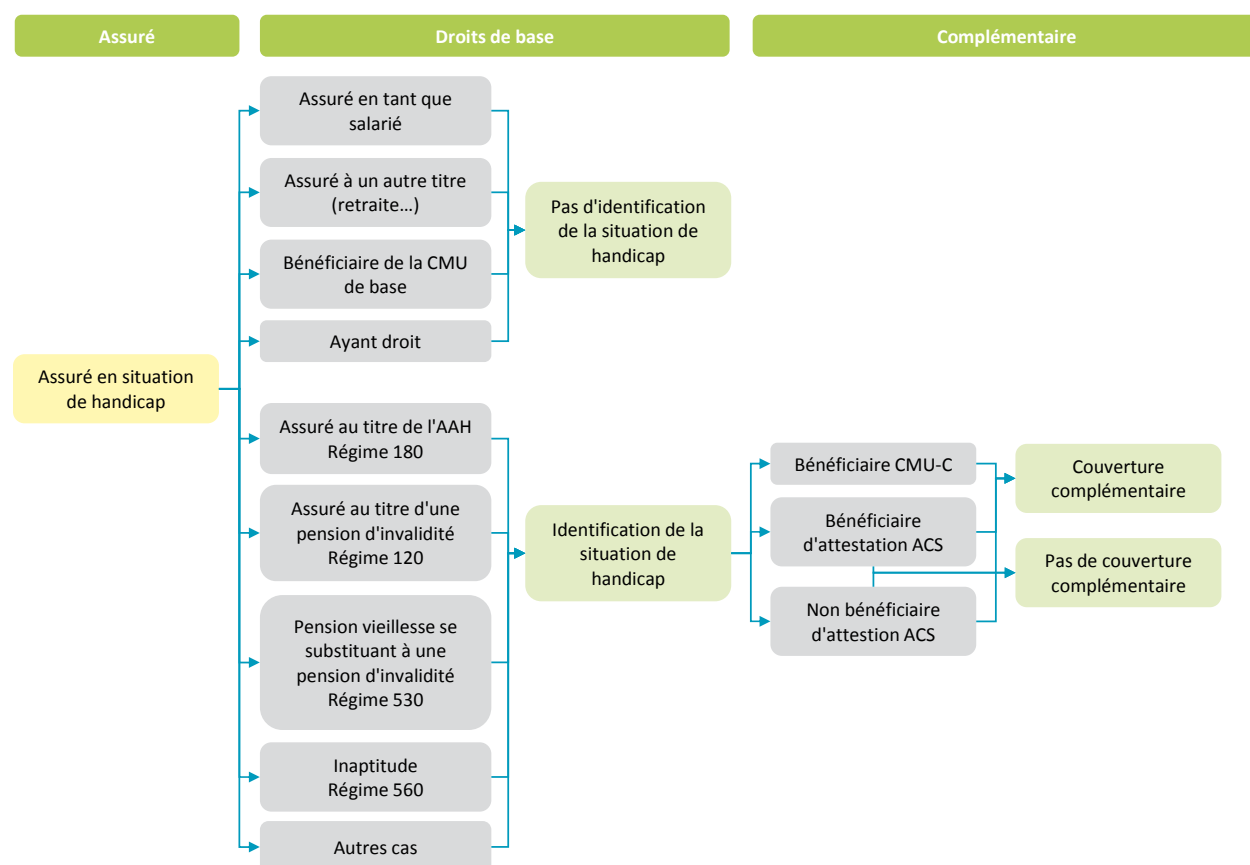 Assuré
Droits de base
Complémentaire
Assuré en situation
de handicap
Assuré en tant que
salarié
Assuré à un autre titre
(retraite…)
Bénéficiaire de la CMU
de base
Ayant droit
Pas d'identification
de la situation de
handicap
Assuré au titre de l'AAH
Régime 180
Assuré au titre d'une
pension d'invalidité
Régime 120
Pension vieillesse se
substituant à une
pension d'invalidité
Régime 530
Inaptitude
Régime 560
Autres cas
Identification de la
situation de
handicap
Bénéficiaire CMU-C
Bénéficiaire
d'attestation ACS
Non bénéficiaire
d'attestion ACS
Couverture
complémentaire
Pas de couverture
complémentaire